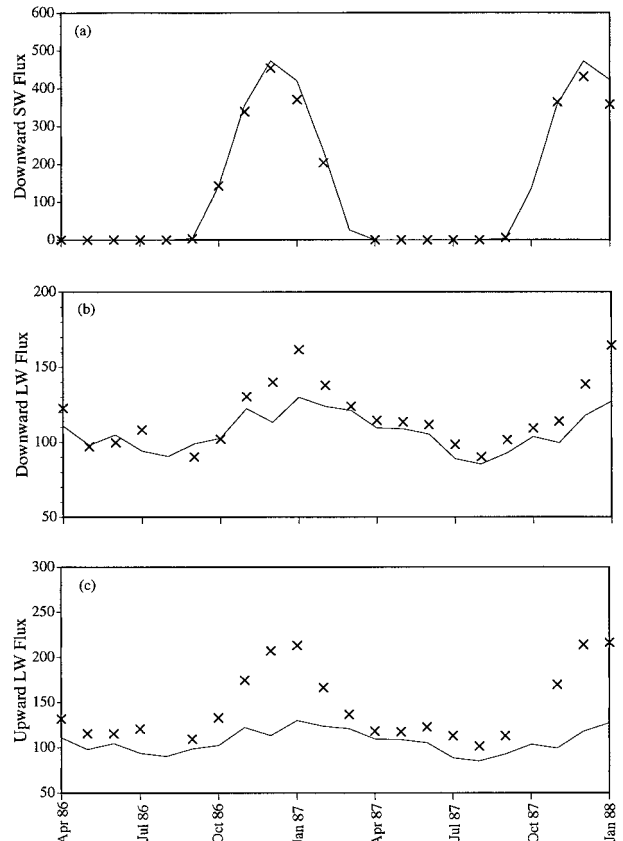 (a)
Downward SW Flux
600
500
400
300
200
100
0
(b)
Downward LW Flux
200
150
100
50
(c)
Upward LW Flux
300
250
200
150
100
50
Apr 86
Jul 86
Oct 86
Jan 87
Apr 87
Jul 87
Oct 87
Jan 88